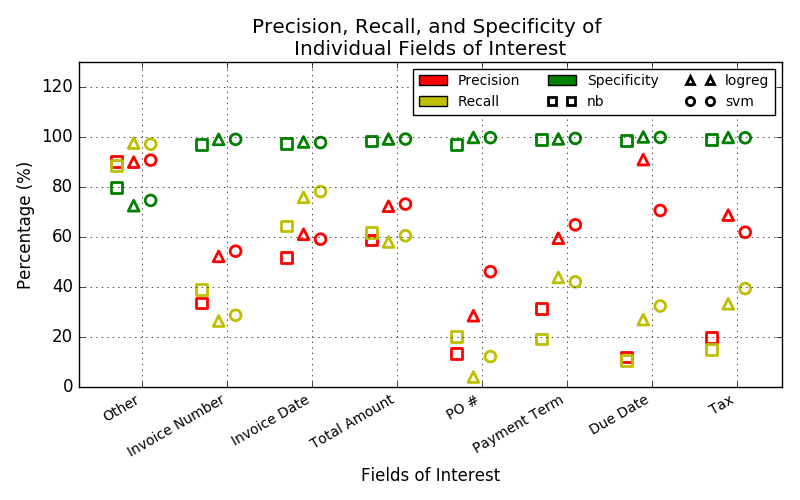 Precision, Recall, and Specificity of
Individual Fields of Interest
Precision
Specificity
logreg
Recall
nb
svm
Percentage (%)
120
100
80
60
40
20
0
Other
Invoice Number
Invoice Date
Total Amount
PO #
Payment Term
Due Date
Tax
Fields of Interest